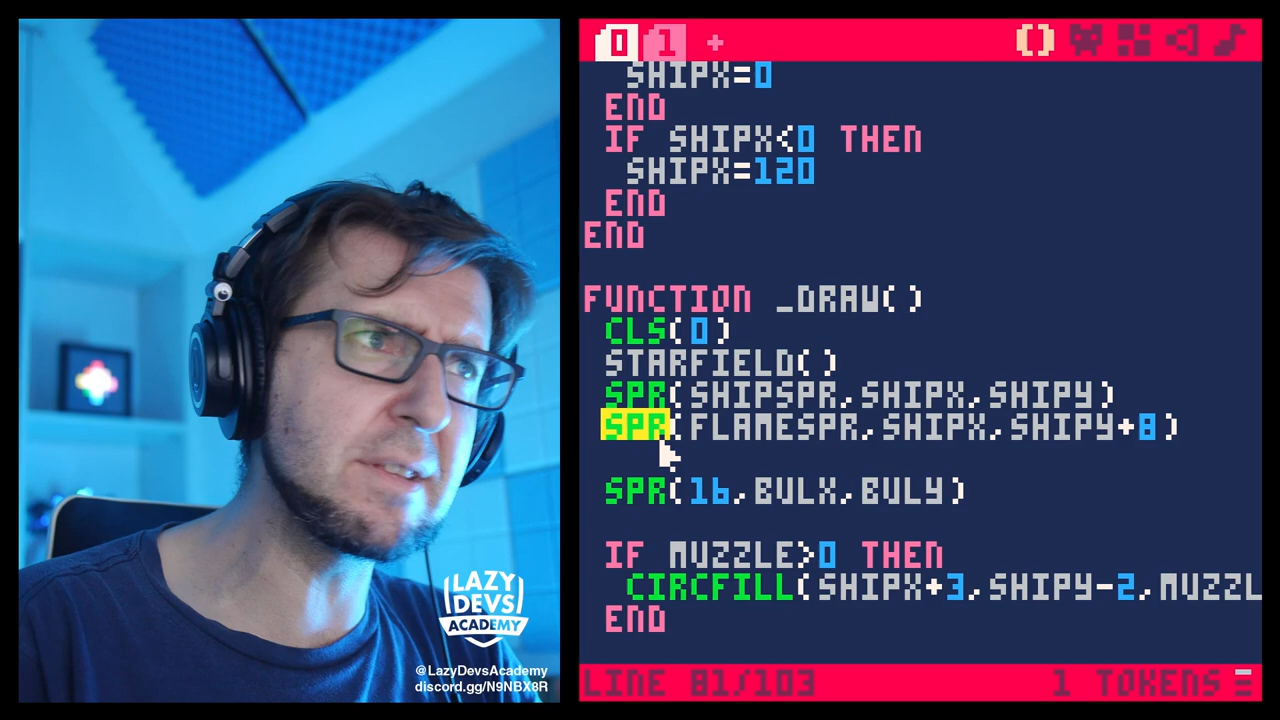 LAZY
DEVS
ACADEMY
@LazyDevsAcademy
discord.gg/N9NBX8R
0 1 +
SHIPX=0
END
IF SHIPX<0 THEN
SHIPX=120
END
END
FUNCTION _DRAW()
CLS(0)
STARFIELD()
SPR(SHIPSPR,SHIPX,SHIPY)
SPR(FLAMESPR,SHIPX,SHIPY+8)
SPR(16,BULX,BULY)
IF MUZZLE>0 THEN
CIRCFILL(SHIPX+3,SHIPY-2,MUZZL
END
LINE 81/103 1 TOKENS